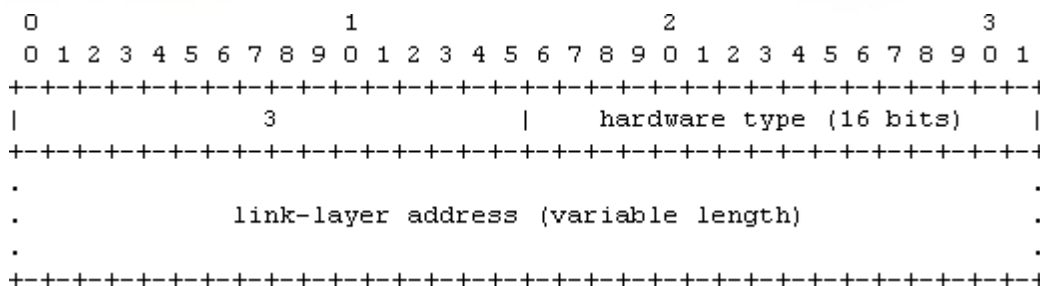 0                   1                   2                   3
0 1 2 3 4 5 6 7 8 9 0 1 2 3 4 5 6 7 8 9 0 1 2 3 4 5 6 7 8 9 0 1
+-+-+-+-+-+-+-+-+-+-+-+-+-+-+-+-+-+-+-+-+-+-+-+-+-+-+-+-+-+-+-+-+
|               3               |    hardware type (16 bits)    |
+-+-+-+-+-+-+-+-+-+-+-+-+-+-+-+-+-+-+-+-+-+-+-+-+-+-+-+-+-+-+-+-+
.                                                               .
.             link-layer address (variable length)              .
.                                                               .
+-+-+-+-+-+-+-+-+-+-+-+-+-+-+-+-+-+-+-+-+-+-+-+-+-+-+-+-+-+-+-+-+